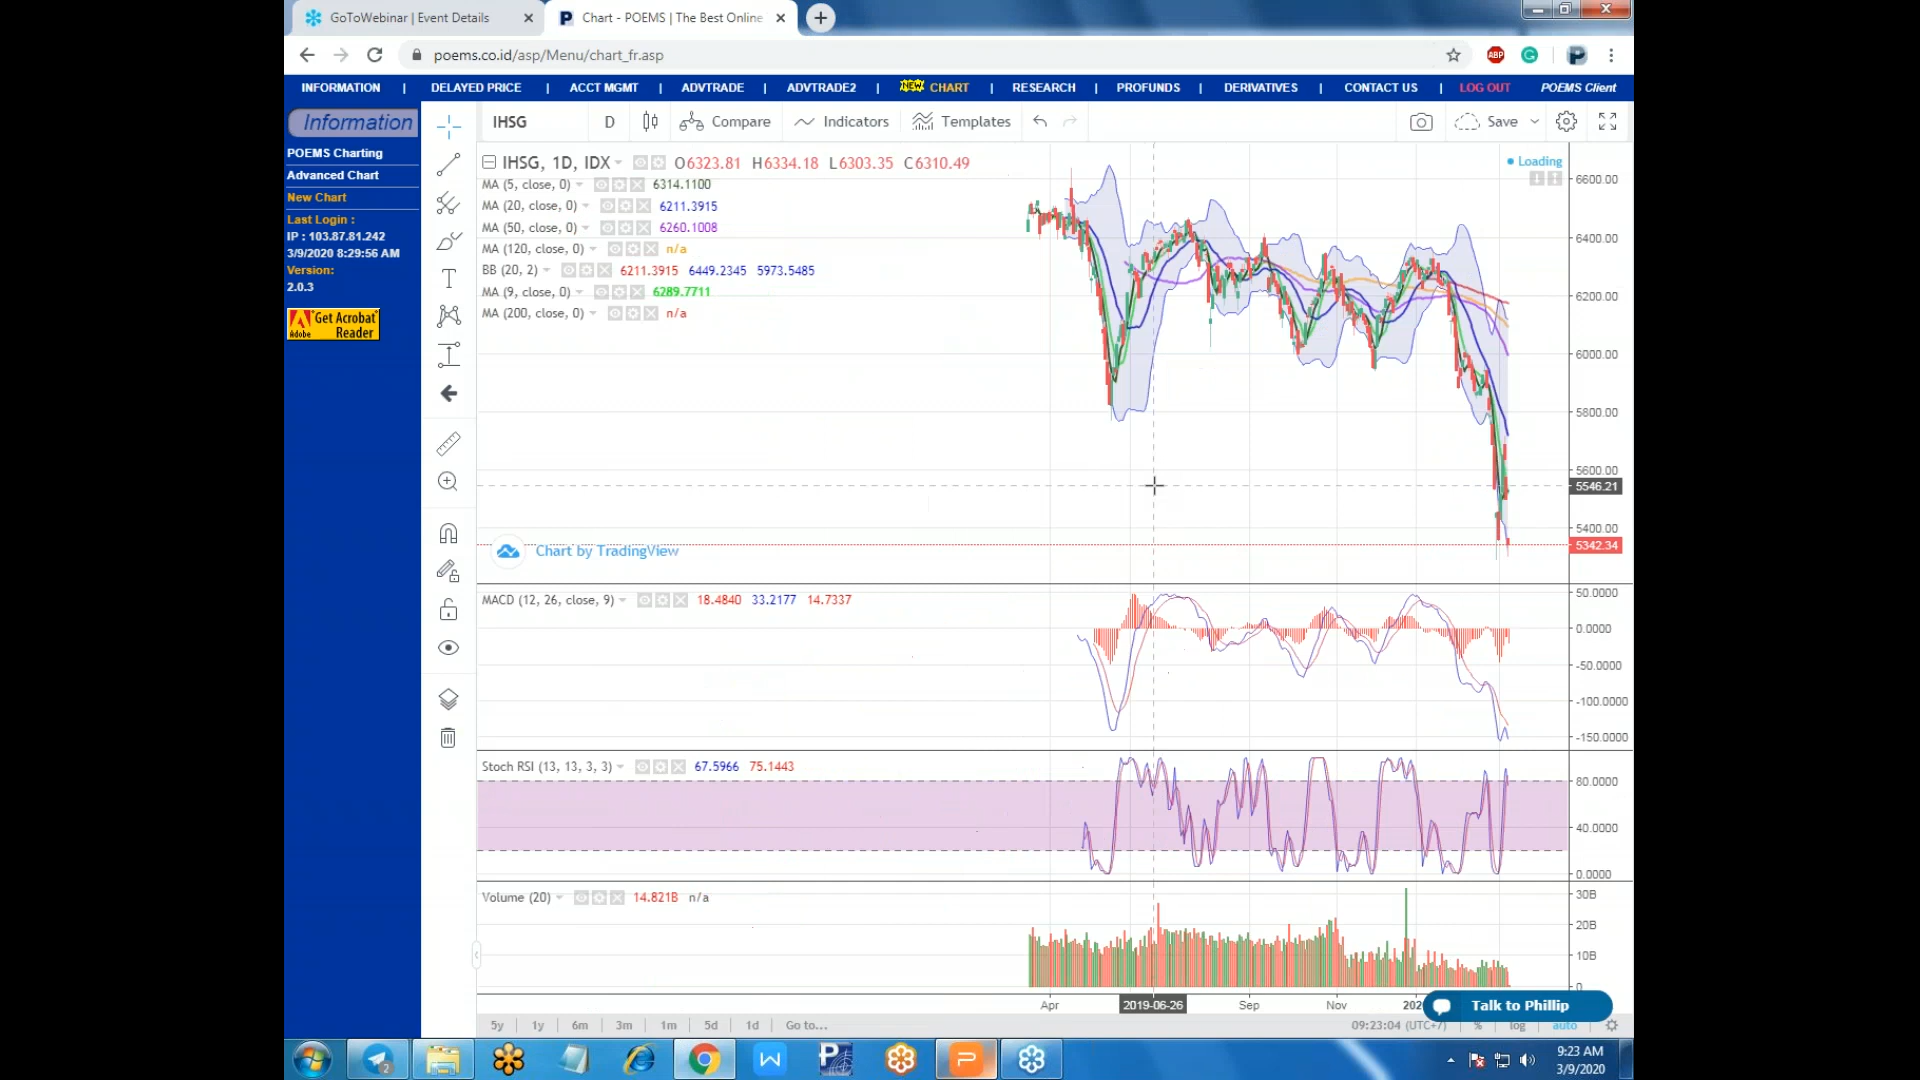 GoToWebinar | Event Details
Chart - POEMS | The Best Online
poems.co.id/asp/Menu/chart_fr.asp
ABP
INFORMATION | DELAYED PRICE | ACCT MGMT | ADVTRADE | ADVTRADE2 | NEW CHART | RESEARCH | PROFUNDS | DERIVATIVES | CONTACT US | LOG OUT POEMS Client
Information
POEMS Charting
Advanced Chart
New Chart
Last Login :
IP : 103.87.81.242
3/9/2020 8:29:56 AM
Version:
2.0.3
Get Acrobat
Adobe Reader
IHSG D Compare Indicators Templates Save
IHSG, 1D, IDX O6323.81 H6334.18 L6303.35 C6310.49
Loading
MA (5, close, 0) 6314.1100
MA (20, close, 0) 6211.3915
MA (50, close, 0) 6260.1008
MA (120, close, 0) n/a
BB (20, 2) 6211.3915 6449.2345 5973.5485
MA (9, close, 0) 6289.7711
MA (200, close, 0) n/a
6600.00
6400.00
6200.00
6000.00
5800.00
5600.00
5546.21
5400.00
5342.34
Chart by TradingView
MACD (12, 26, close, 9) 18.4840 33.2177 14.7337
50.0000
0.0000
-50.0000
-100.0000
-150.0000
Stoch RSI (13, 13, 3, 3) 67.5966 75.1443
80.0000
40.0000
0.0000
Volume (20) 14.821B n/a
30B
20B
10B
0
Apr 2019-06-26 Sep Nov 202
Talk to Phillip
5y 1y 6m 3m 1m 5d 1d Go to...
09:23:04 (UTC+7) % log auto
2
9:23 AM
3/9/2020